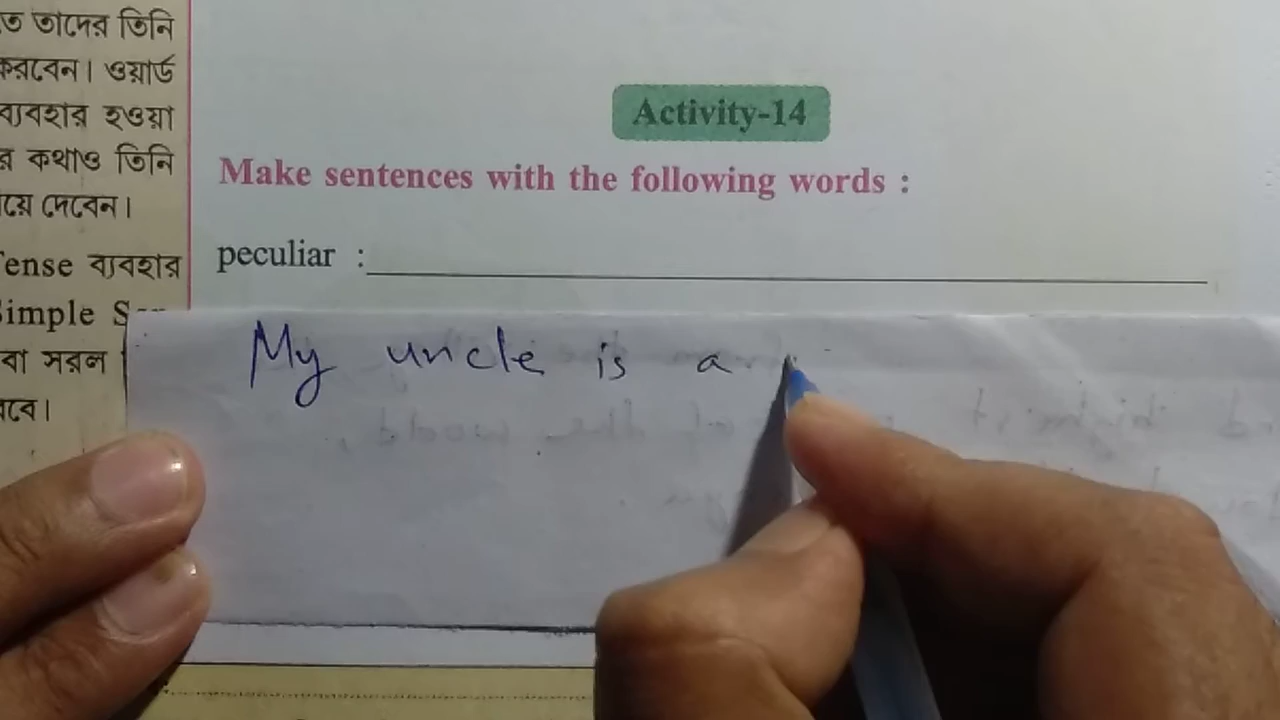 ত তাদের তিনি
করবেন। ওয়ার্ড
ব্যবহার হওয়া
র কথাও তিনি
য়ে দেবেন।
Tense ব্যবহার
Simple
বা সরল
বে।
Activity-14
Make sentences with the following words :
peculiar :
My uncle is a